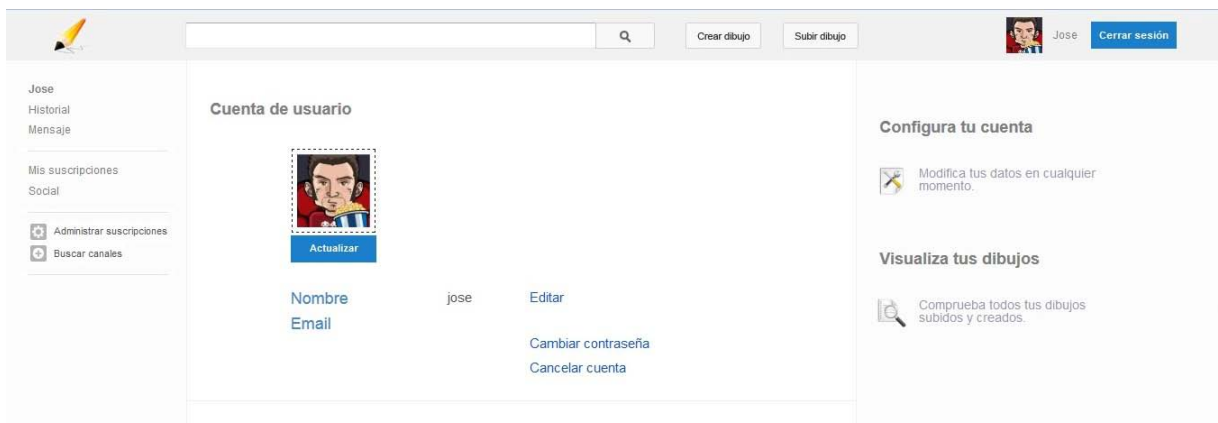 Crear dibujo
Subir dibujo
Jose
Cerrar sesión
Jose
Historial
Mensaje
Mis suscripciones
Social
Administrar suscripciones
Buscar canales
Cuenta de usuario
Actualizar
Nombre jose Editar
Email
Cambiar contraseña
Cancelar cuenta
Configura tu cuenta
Modifica tus datos en cualquier
momento.
Visualiza tus dibujos
Comprueba todos tus dibujos
subidos y creados.